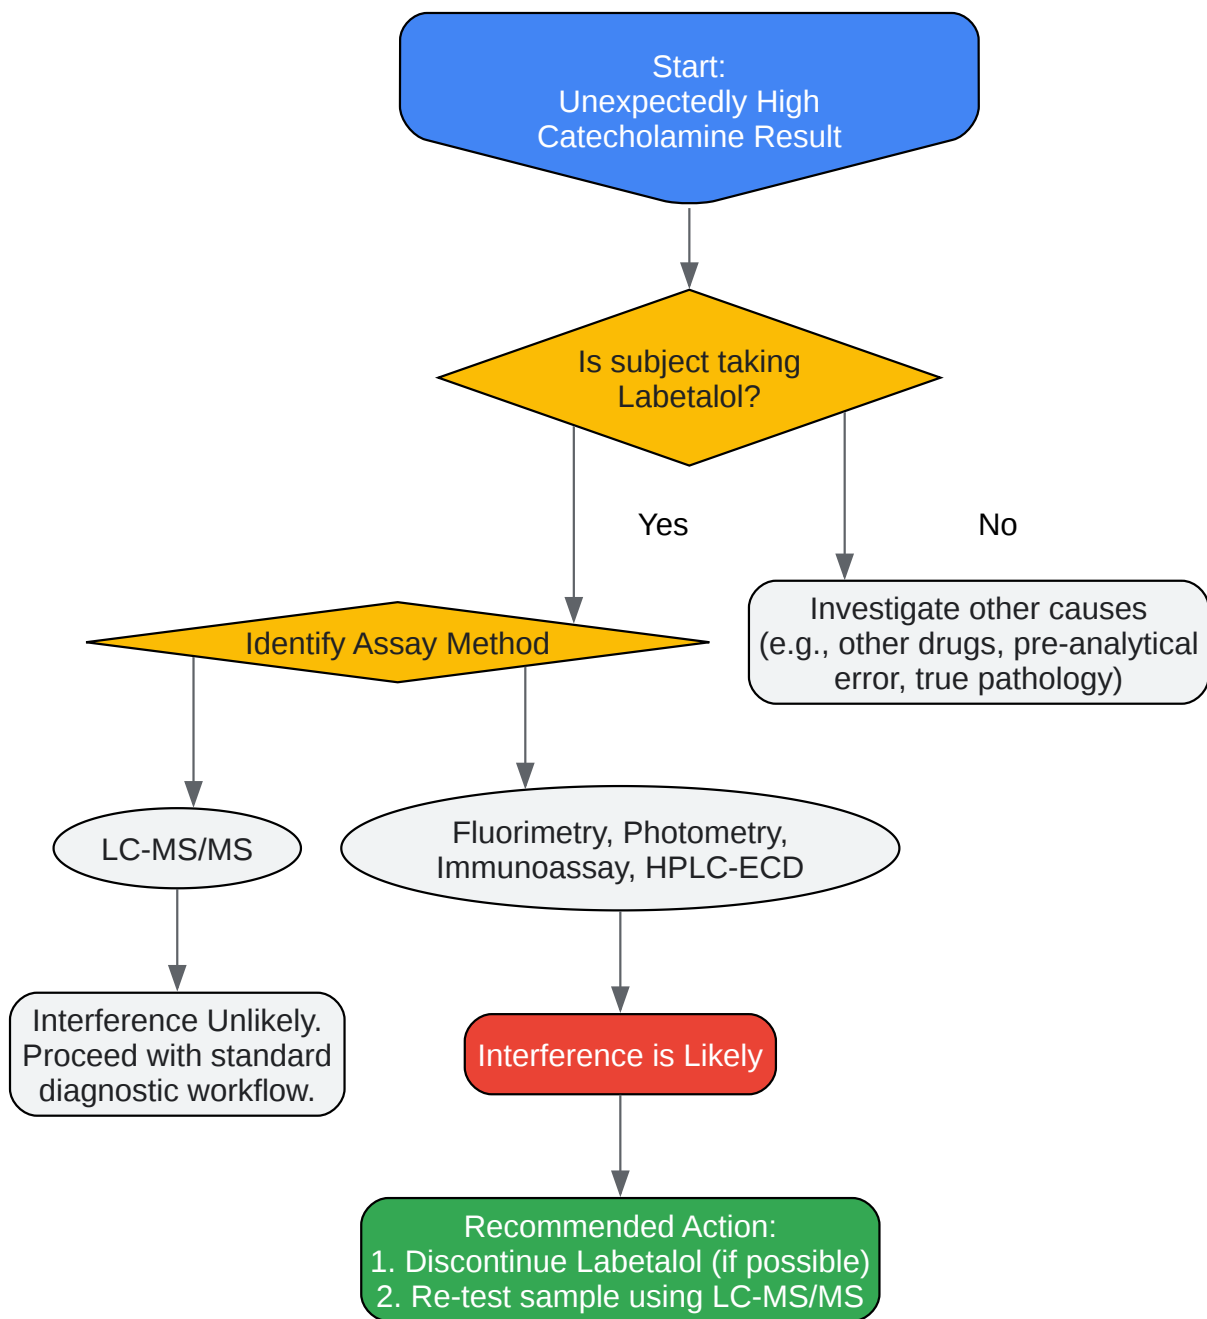 Start:
Unexpectedly High
Catecholamine Result
Is subject taking
Labetalol?
Yes
No
Investigate other causes
(e.g., other drugs, pre-analytical
error, true pathology)
Identify Assay Method
LC-MS/MS
Fluorimetry, Photometry,
Immunoassay, HPLC-ECD
Interference Unlikely.
Proceed with standard
diagnostic workflow.
Interference is Likely
Recommended Action:
1. Discontinue Labetalol (if possible)
2. Re-test sample using LC-MS/MS